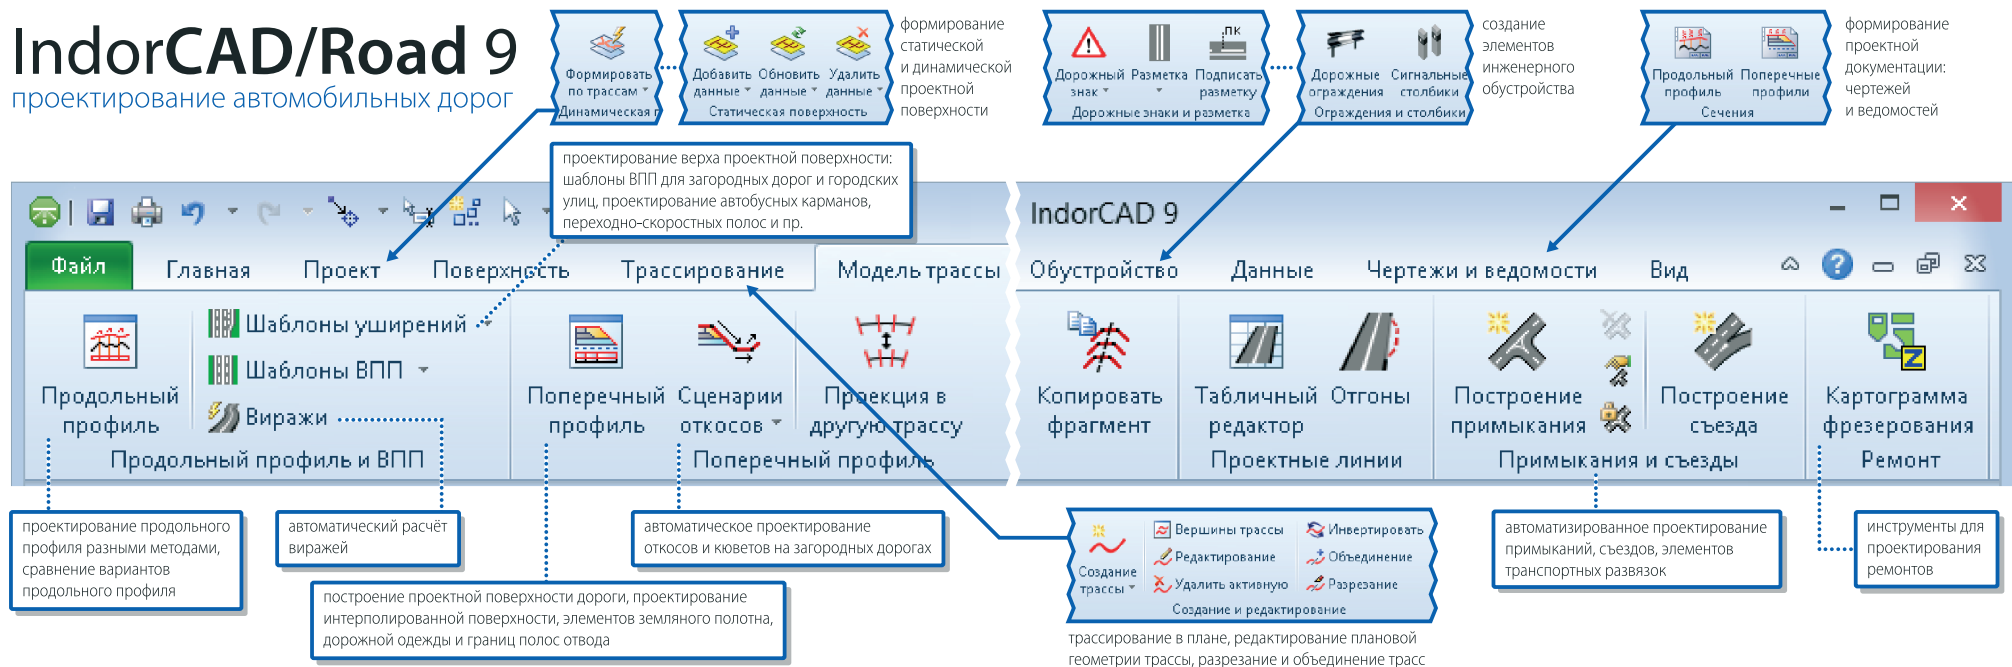 IndorCAD/Road 9
проектирование автомобильных дорог
Формировать
по трассам
Динамическая п
Добавить
данные
Обновить
данные
Удалить
данные
Статическая поверхность
формирование
статической
и динамической
проектной
поверхности
Дорожный
знак
Разметка
ПК
Подписать
разметку
Дорожные знаки и разметка
Дорожные
ограждения
Сигнальные
столбики
Ограждения и столбики
создание
элементов
инженерного
обустройства
Продольный
профиль
Поперечные
профили
Сечения
формирование
проектной
документации:
чертежей
и ведомостей
проектирование верха проектной поверхности:
шаблоны ВПП для загородных дорог и городских
улиц, проектирование автобусных карманов,
переходно-скоростных полос и пр.
IndorCAD 9
Файл
Главная
Проект
Поверхность
Трассирование
Модель трассы
Обустройство
Данные
Чертежи и ведомости
Вид
Продольный
профиль
Шаблоны уширений
Шаблоны ВПП
Виражи
Продольный профиль и ВПП
Поперечный
профиль
Сценарии
откосов
Проекция в
другую трассу
Поперечный профиль
Копировать
фрагмент
Табличный
редактор
Отгоны
Проектные линии
Построение
примыкания
Построение
съезда
Примыкания и съезды
Картограмма
фрезерования
Ремонт
проектирование продольного
профиля разными методами,
сравнение вариантов
продольного профиля
автоматический расчёт
виражей
построение проектной поверхности дороги, проектирование
интерполированной поверхности, элементов земляного полотна,
дорожной одежды и границ полос отвода
автоматическое проектирование
откосов и кюветов на загородных дорогах
Создание
трассы
Вершины трассы
Редактирование
Удалить активную
Инвертировать
Объединение
Разрезание
Создание и редактирование
трассирование в плане, редактирование плановой
геометрии трассы, разрезание и объединение трасс
автоматизированное проектирование
примыканий, съездов, элементов
транспортных развязок
инструменты для
проектирования
ремонтов